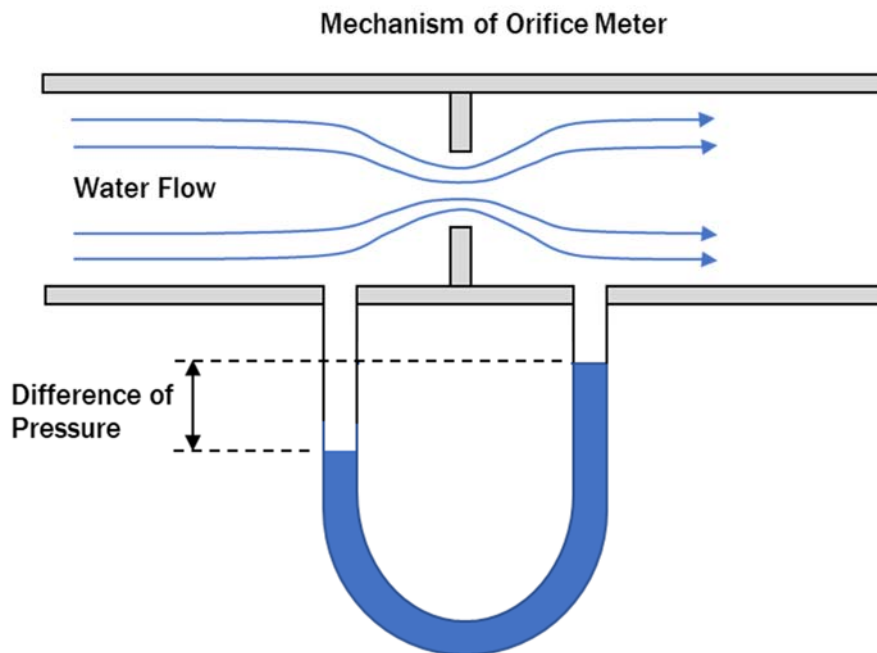 Mechanism of Orifice Meter
Water Flow
Difference of
Pressure